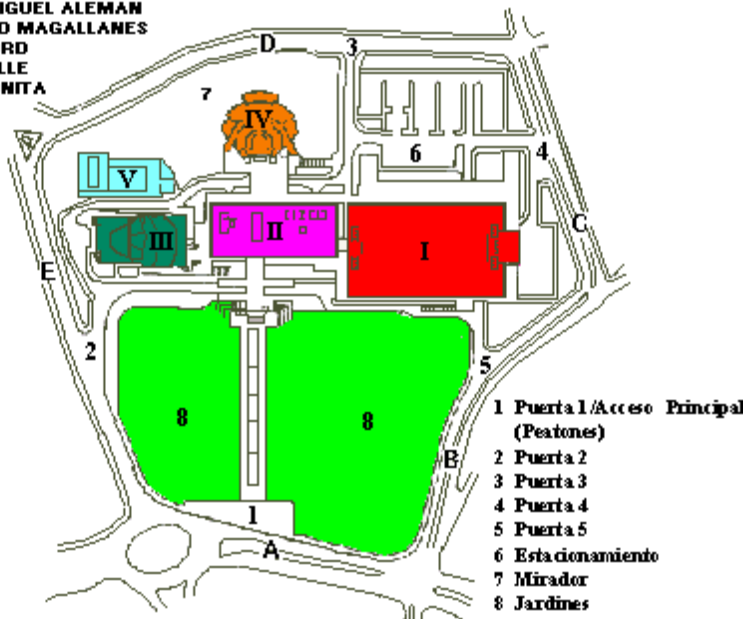 IGUEL ALEMAN
D MAGALLANES
RD
LLE
NITA
D
3
7
IV
6
4
V
C
III
II
I
E
2
5
8
8
B
1
A
1 Puerta 1/Acceso Principal
(Peatones)
2 Puerta 2
3 Puerta 3
4 Puerta 4
5 Puerta 5
6 Estacionamiento
7 Mirador
8 Jardines